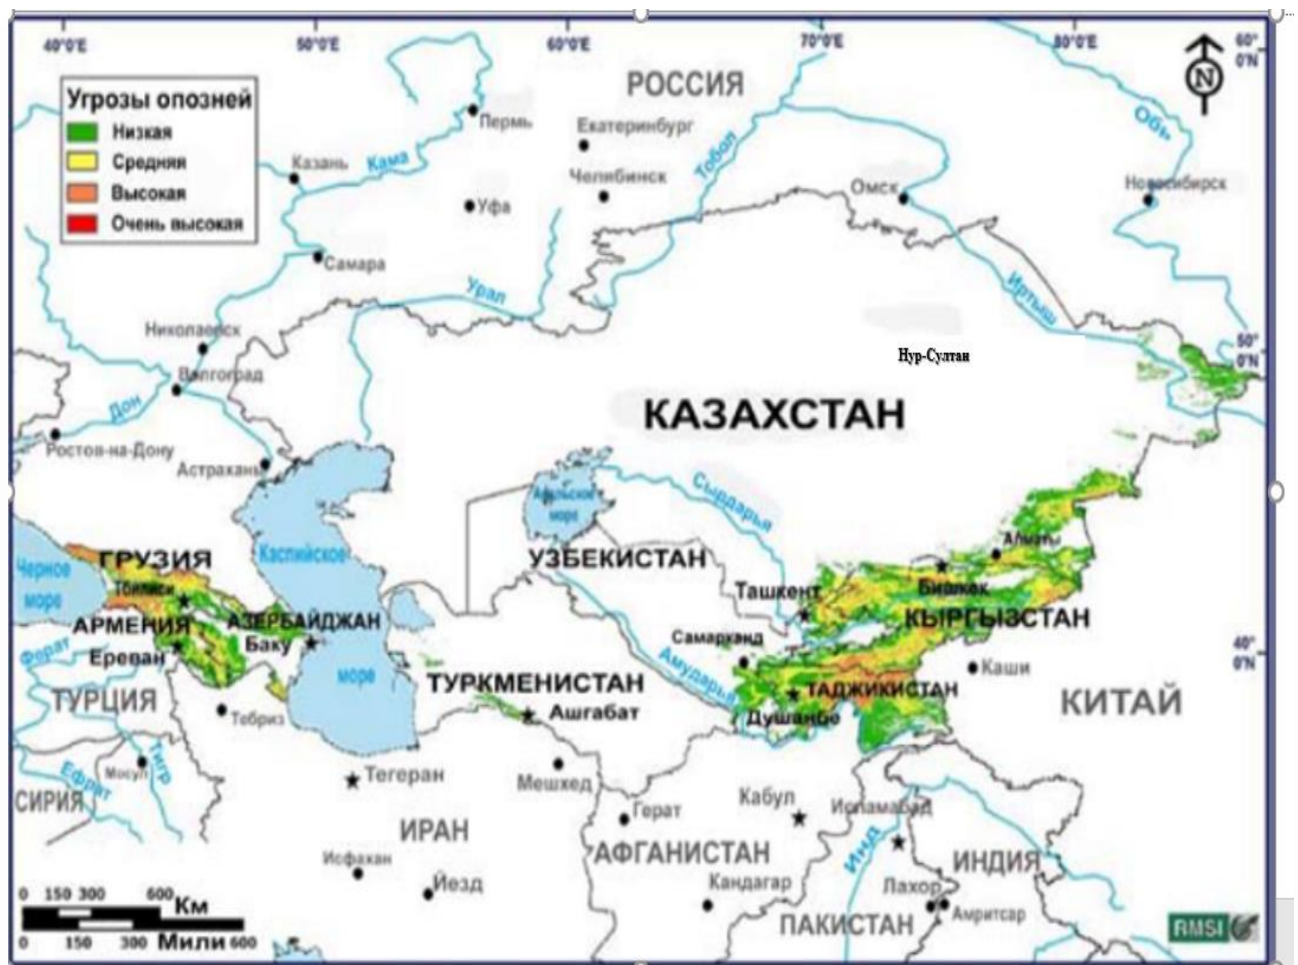 40°0'E
50°0'E
60°0'E
70°0'E
80°0'E
60°
0'N
N
РОССИЯ
Угрозы опозней
Низкая
Средняя
Высокая
Очень высокая
Пермь
Екатеринбург
Казань
Кама
Челябинск
Тобол
Обь
Омск
Новосибирск
Уфа
Самара
Урал
Иртыш
Николаевск
Нур-Султан
50°
0'N
Волгоград
Дон
КАЗАХСТАН
Ростов-на-Дону
Астрахань
Сырдарья
Аральское
море
Алматы
Каспийское
УЗБЕКИСТАН
ГРУЗИЯ
Черное
море
Тбилиси
Ташкент
Бишкек
АРМЕНИЯ
АЗЕРБАЙДЖАН
КЫРГЫЗСТАН
Баку
Самарканд
40°
0'N
Ферат
Ереван
Амударья
Каши
море
ТУРКМЕНИСТАН
ТАДЖИКИСТАН
ТУРЦИЯ
КИТАЙ
Тебриз
Ашгабат
Душанбе
Тигр
Мосул
Ефрат
Тегеран
Мешхед
СИРИЯ
Кабул
Исламабад
Герат
ИРАН
Инд
АФГАНИСТАН
ИНДИЯ
Исфахан
Йезд
Кандагар
Лахор
Амритсар
ПАКИСТАН
0 150 300 600 Км
0 150 300 Мили 600
RMSI